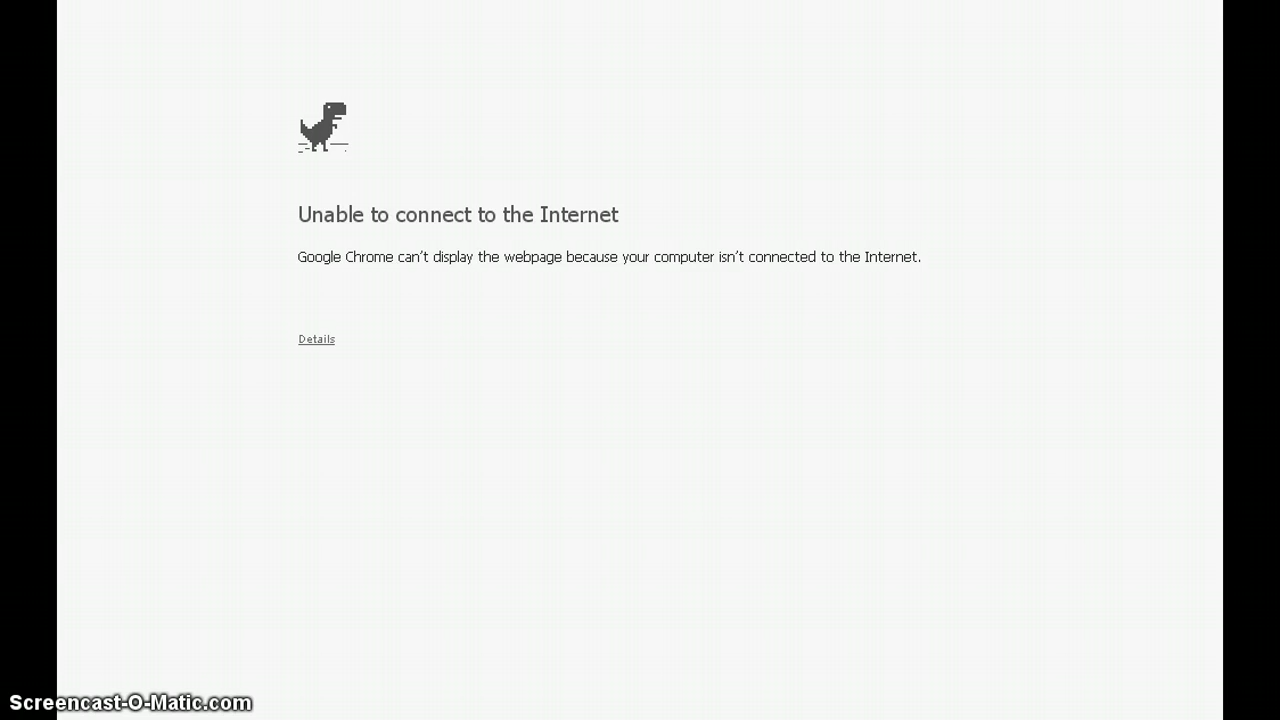 Unable to connect to the Internet
Google Chrome can't display the webpage because your computer isn't connected to the Internet.
Details
Screencast-O-Matic.com